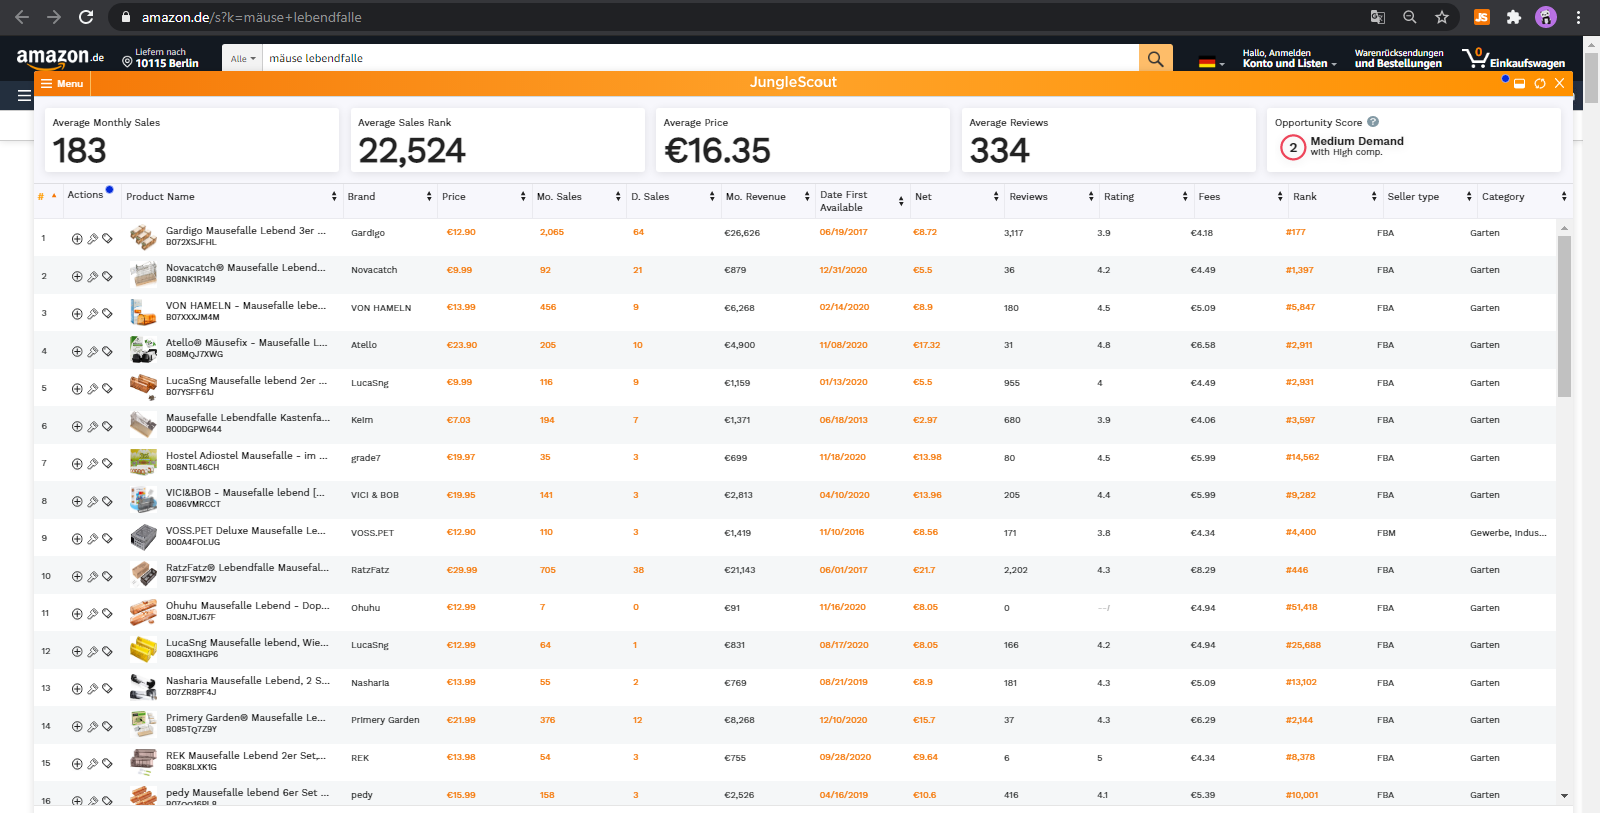 amazon.de/s?k=mäuse+lebendfalle
JS
amazon.de
Liefern nach
10115 Berlin
Alle
mäuse lebendfalle
Hallo, Anmelden
Konto und Listen
Warenrücksendungen
und Bestellungen
0
Einkaufswagen
Menu
JungleScout
Average Monthly Sales
183
Average Sales Rank
22,524
Average Price
€16.35
Average Reviews
334
Opportunity Score ?
2
Medium Demand
with High comp.
# Actions Product Name Brand Price Mo. Sales D. Sales Mo. Revenue Date First Available Net Reviews Rating Fees Rank Seller type Category
1 Gardigo Mausefalle Lebend 3er ... Gardigo €12.90 2,065 64 €26,626 06/19/2017 €8.72 3,117 3.9 €4.18 #177 FBA Garten
B072XSJFHL
2 Novacatch® Mausefalle Lebend... Novacatch €9.99 92 21 €879 12/31/2020 €5.5 36 4.2 €4.49 #1,397 FBA Garten
B08NK1R149
3 VON HAMELN - Mausefalle lebe... VON HAMELN €13.99 456 9 €6,268 02/14/2020 €8.9 180 4.5 €5.09 #5,847 FBA Garten
B07XXXJM4M
4 Atello® Mäusefix - Mausefalle L... Atello €23.90 205 10 €4,900 11/08/2020 €17.32 31 4.8 €6.58 #2,911 FBA Garten
B08MQJ7XWG
5 LucaSng Mausefalle lebend 2er ... LucaSng €9.99 116 9 €1,159 01/13/2020 €5.5 955 4 €4.49 #2,931 FBA Garten
B07YSFF61J
6 Mausefalle Lebendfalle Kastenfa... Keim €7.03 194 7 €1,371 06/18/2013 €2.97 680 3.9 €4.06 #3,597 FBA Garten
B00DGPW644
7 Hostel Adiostel Mausefalle - im ... grade7 €19.97 35 3 €699 11/18/2020 €13.98 80 4.5 €5.99 #14,562 FBA Garten
B08NTL46CH
8 VICI&BOB - Mausefalle lebend [... VICI & BOB €19.95 141 3 €2,813 04/10/2020 €13.96 205 4.4 €5.99 #9,282 FBA Garten
B086VMRCCT
9 VOSS.PET Deluxe Mausefalle Le... VOSS.PET €12.90 110 3 €1,419 11/10/2016 €8.56 171 3.8 €4.34 #4,400 FBM Gewerbe, Indus...
B00A4FOLUG
10 RatzFatz® Lebendfalle Mausefal... RatzFatz €29.99 705 38 €21,143 06/01/2017 €21.7 2,202 4.3 €8.29 #446 FBA Garten
B071FSYM2V
11 Ohuhu Mausefalle Lebend - Dop... Ohuhu €12.99 7 0 €91 11/16/2020 €8.05 0 --/ €4.94 #51,418 FBA Garten
B08NJTJ67F
12 LucaSng Mausefalle lebend, Wie... LucaSng €12.99 64 1 €831 08/17/2020 €8.05 166 4.2 €4.94 #25,688 FBA Garten
B08GX1HGP6
13 Nasharia Mausefalle Lebend, 2 S... Nasharia €13.99 55 2 €769 08/21/2019 €8.9 181 4.3 €5.09 #13,102 FBA Garten
B07ZR8PF4J
14 Primery Garden® Mausefalle Le... Primery Garden €21.99 376 12 €8,268 12/10/2020 €15.7 37 4.3 €6.29 #2,144 FBA Garten
B085TQ7Z9Y
15 REK Mausefalle Lebend 2er Set,... REK €13.98 54 3 €755 09/28/2020 €9.64 6 5 €4.34 #8,378 FBA Garten
B08K8LXK1G
16 pedy Mausefalle lebend 6er Set ... pedy €15.99 158 3 €2,526 04/16/2019 €10.6 416 4.1 €5.39 #10,001 FBA Garten